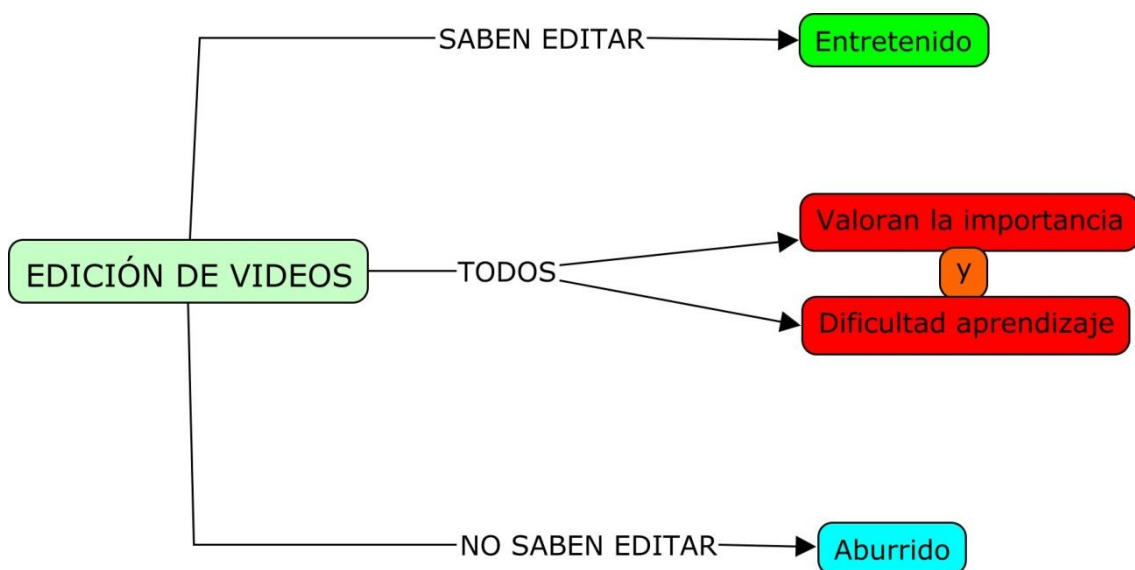 SABEN EDITAR
Entretenido
Valoran la importancia
y
EDICIÓN DE VIDEOS
TODOS
Dificultad aprendizaje
NO SABEN EDITAR
Aburrido